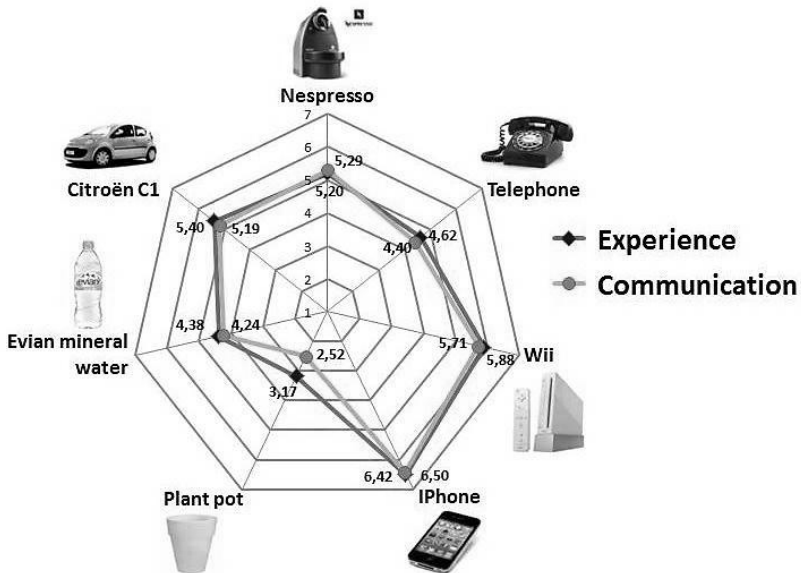 NESPRESSO
Nespresso
7
6
5
4
3
2
1
5,29
5,20
Telephone
4,62
4,40
Experience
Communication
Citroën C1
5,40
5,19
evian
Evian mineral
water
4,38
4,24
5,71
5,88
Wii
2,52
3,17
6,42
6,50
Plant pot
IPhone